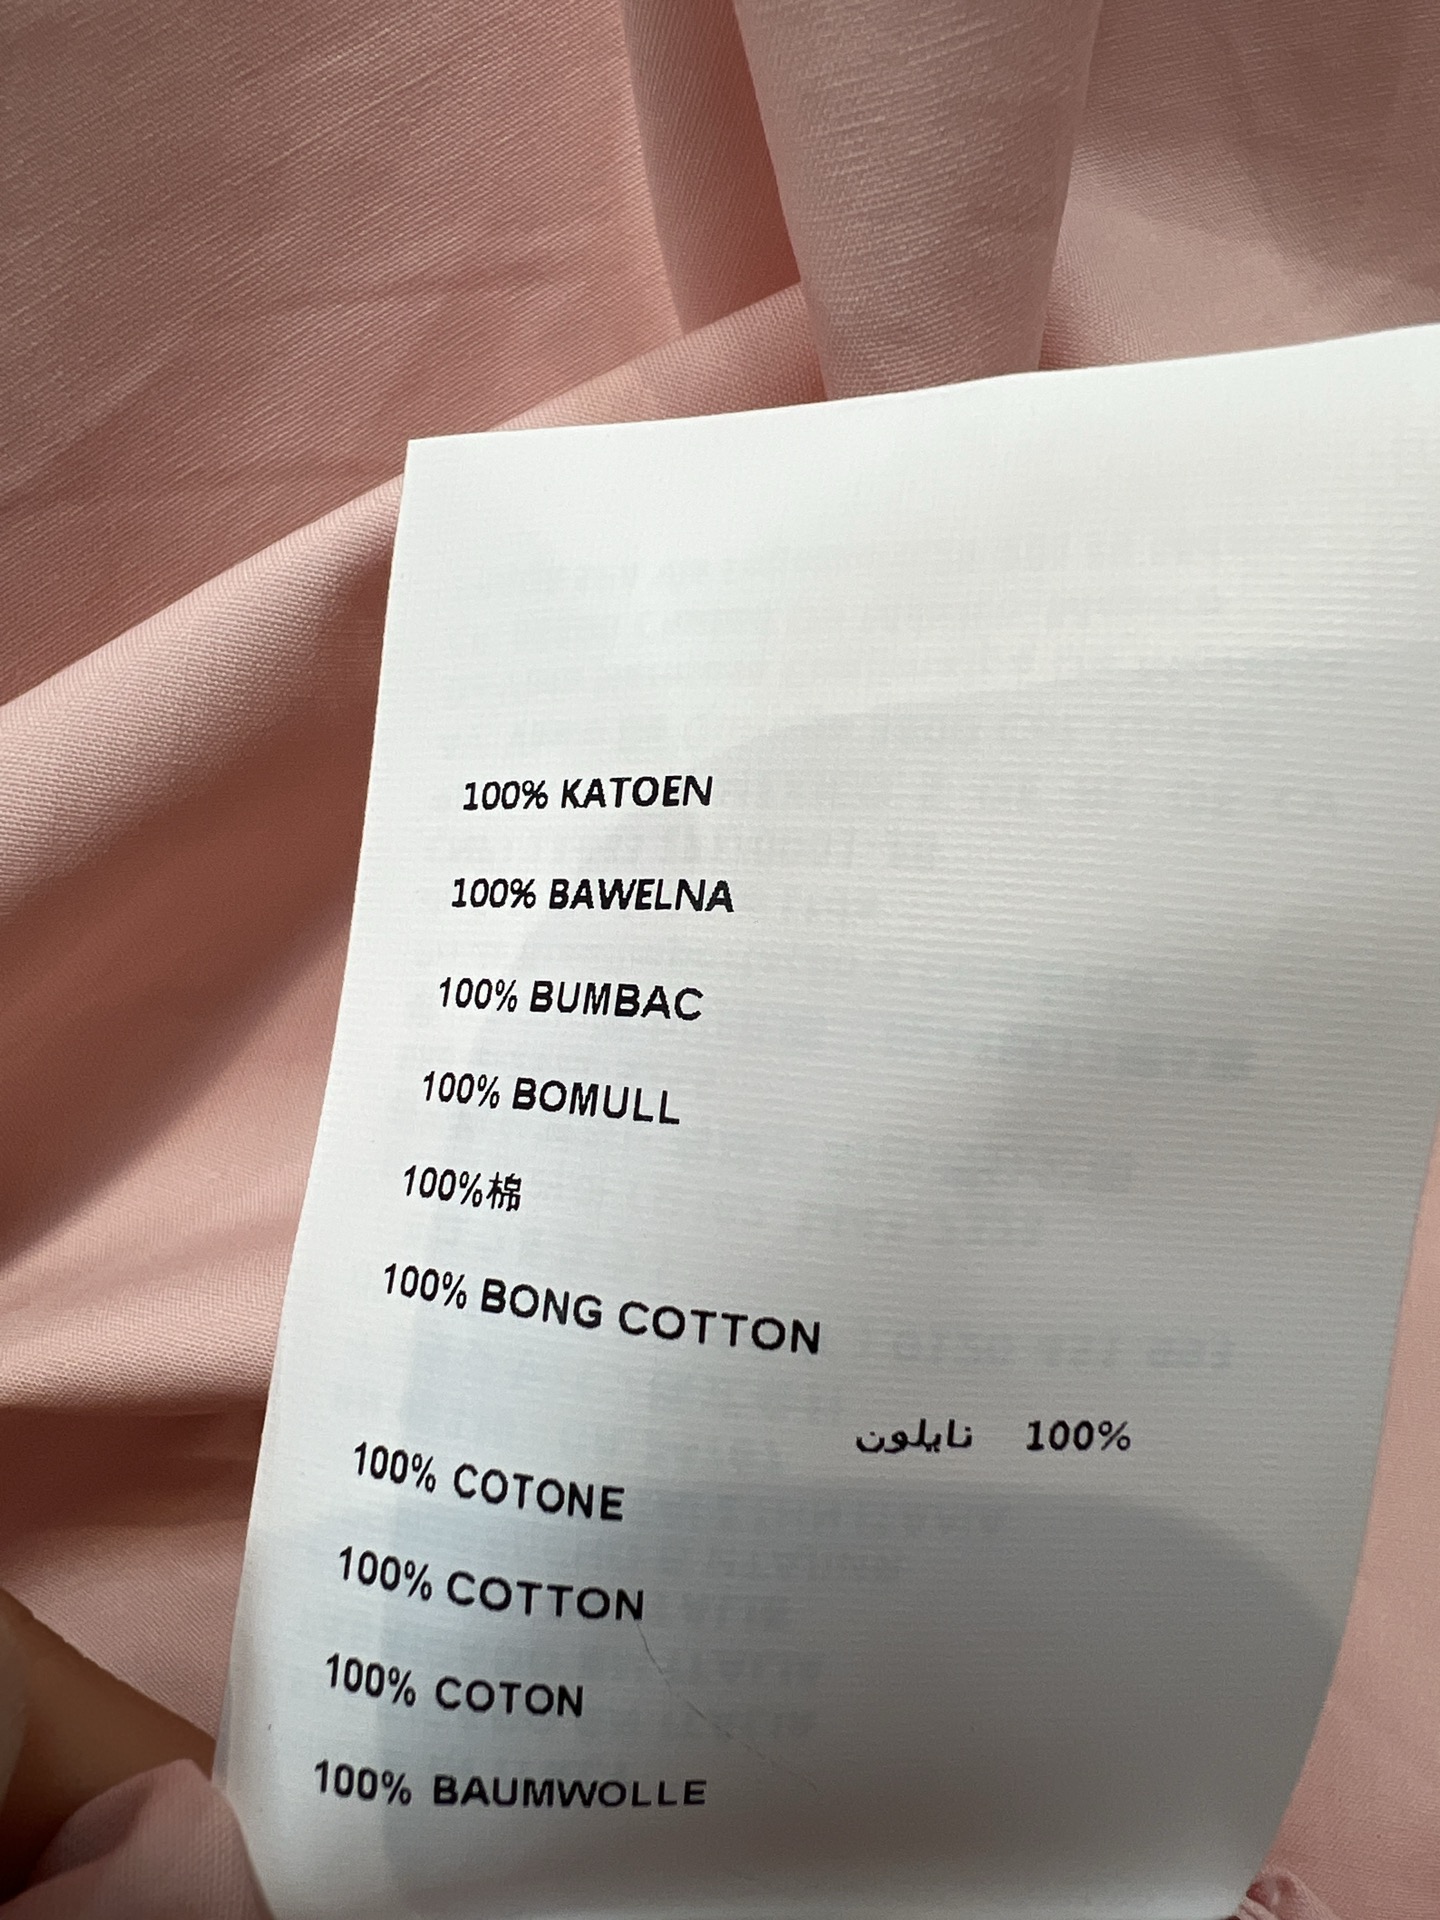 100% KATOEN
100% BAWELNA
100% BUMBAC
100% BOMULL
100%棉
100% BONG COTTON
100% نايلون
100% COTONE
100% COTTON
100% COTON
100% BAUMWOLLE